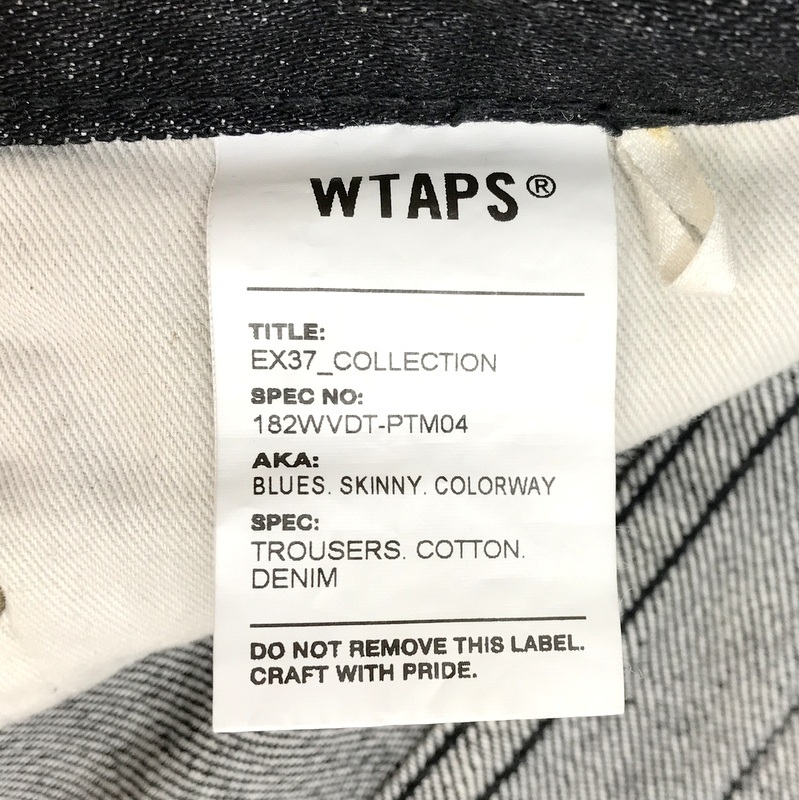 WTAPS®
TITLE:
EX37_COLLECTION
SPEC NO:
182WVDT-PTM04
AKA:
BLUES. SKINNY. COLORWAY
SPEC:
TROUSERS. COTTON.
DENIM
DO NOT REMOVE THIS LABEL.
CRAFT WITH PRIDE.